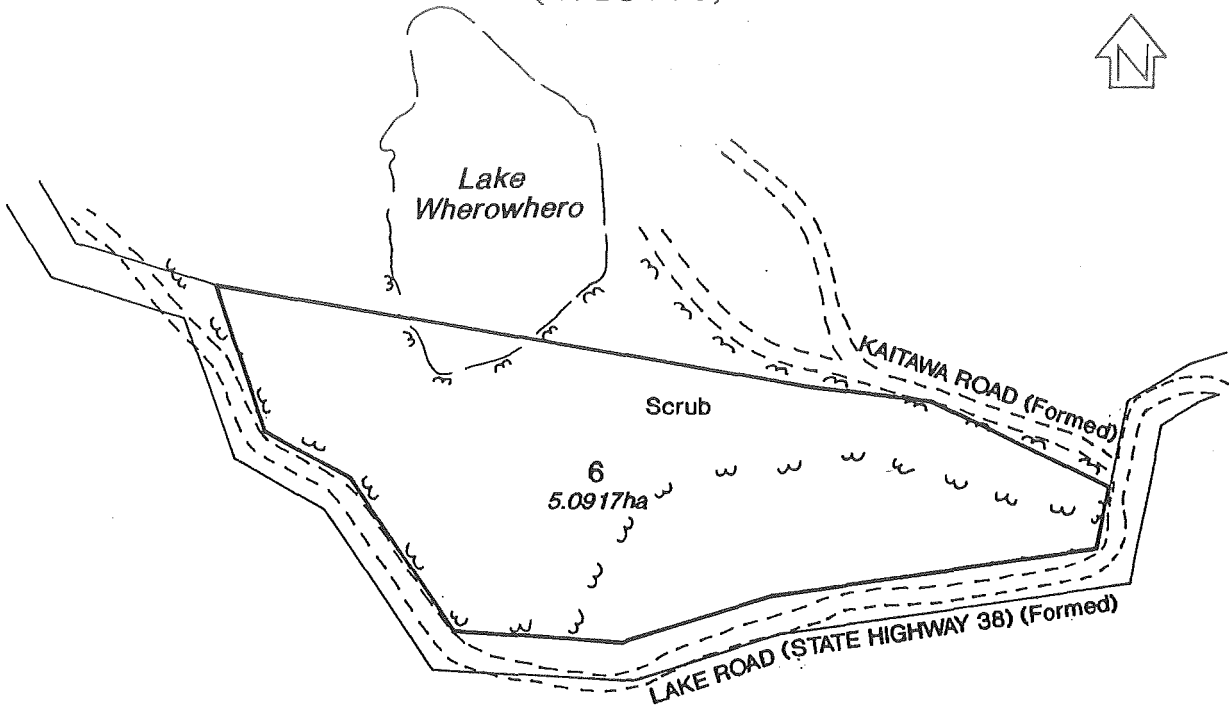 N
Lake
Wherowhero
KAITAWA ROAD (Formed)
Scrub
6
5.0917ha
LAKE ROAD (STATE HIGHWAY 38) (Formed)